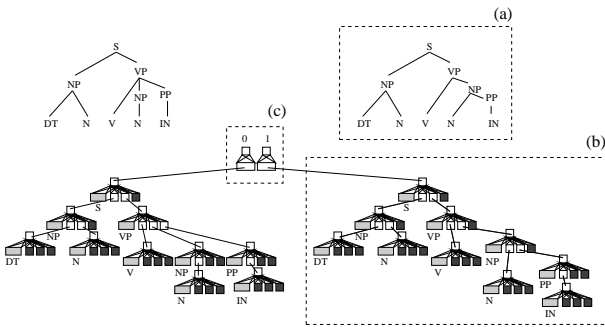 (a)
S S
VP VP
NP NP
NP PP NP PP
DT N V N IN DT N V N IN
(c)
0 1
(b)
S S
NP VP NP VP
DT N V NP PP DT N V NP
N IN N PP
IN